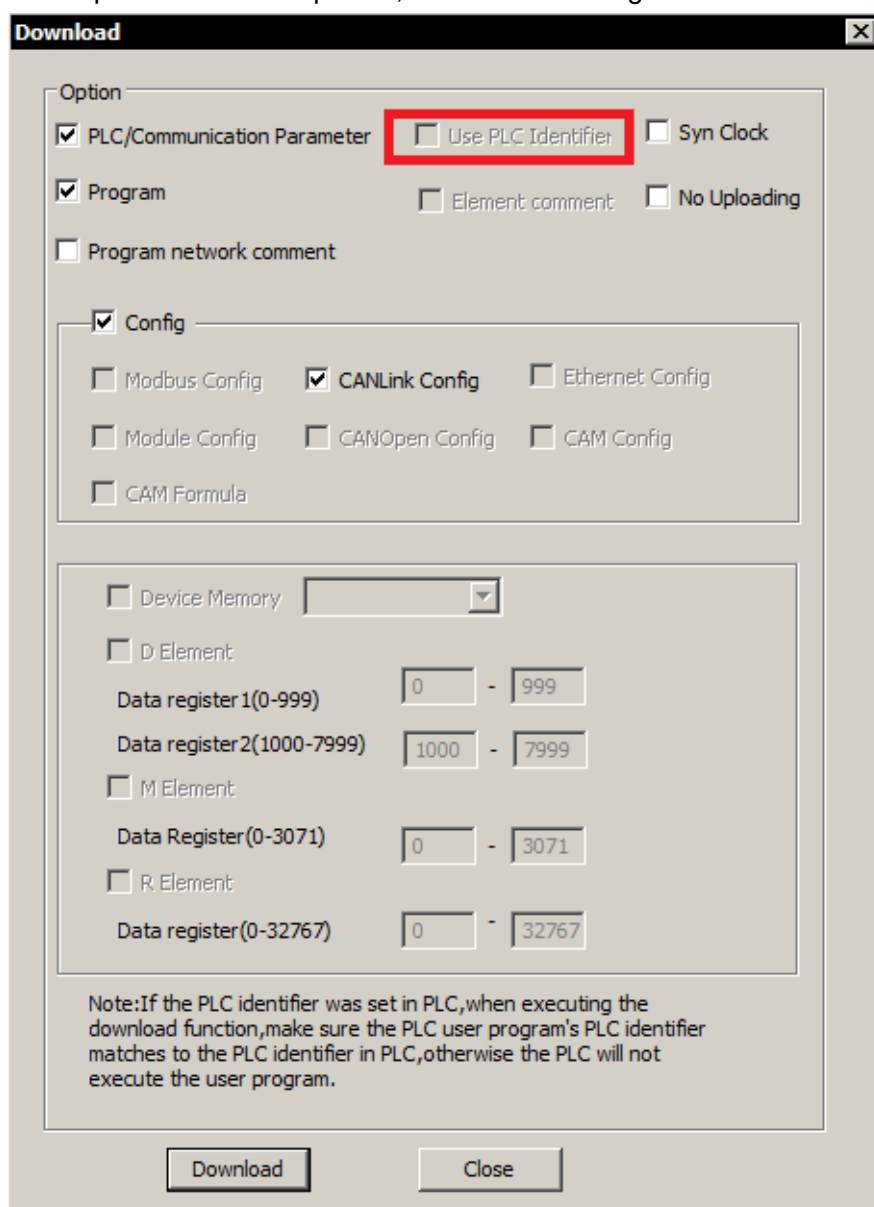 Download
Option
PLC/Communication Parameter Use PLC Identifier Syn Clock
Program Element comment No Uploading
Program network comment
Config
Modbus Config CANLink Config Ethernet Config
Module Config CANOpen Config CAM Config
CAM Formula
Device Memory
D Element
Data register1(0-999) 0 - 999
Data register2(1000-7999) 1000 - 7999
M Element
Data Register(0-3071) 0 - 3071
R Element
Data register(0-32767) 0 - 32767
Note:If the PLC identifier was set in PLC,when executing the
download function,make sure the PLC user program's PLC identifier
matches to the PLC identifier in PLC,otherwise the PLC will not
execute the user program.
Download Close